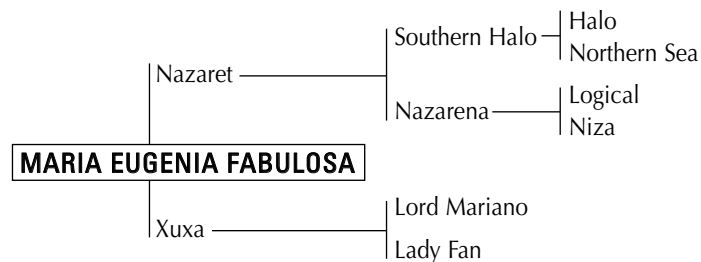 Halo
Southern Halo
Northern Sea
Nazaret
Logical
Nazarena
Niza
MARIA EUGENIA FABULOSA
Lord Mariano
Xuxa
Lady Fan